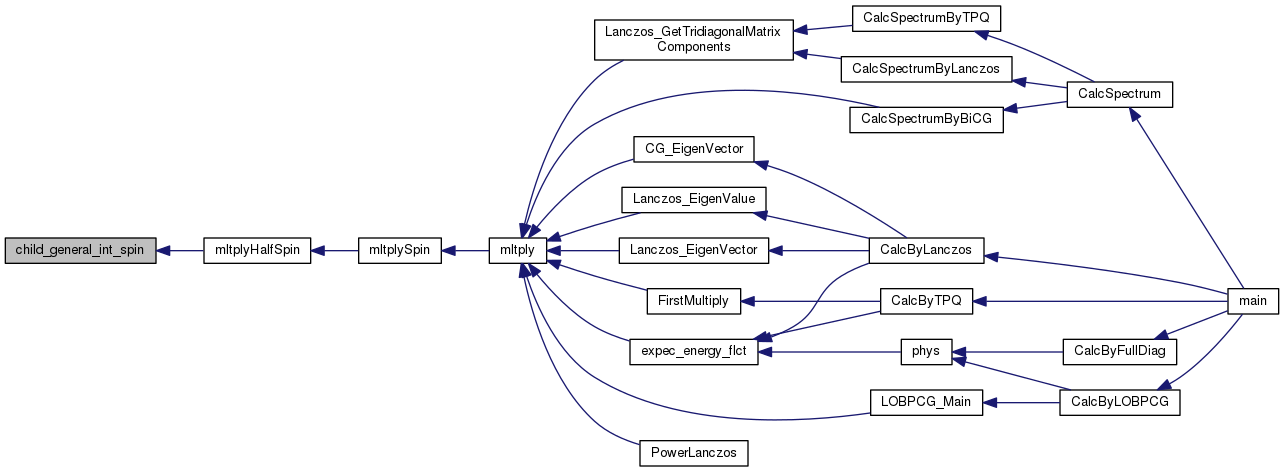 CalcSpectrumByTPQ
Lanczos_GetTridiagonalMatrix
Components
CalcSpectrumByLanczos
CalcSpectrum
CalcSpectrumByBiCG
CG_EigenVector
Lanczos_EigenValue
child_general_int_spin
mltplyHalfSpin
mltplySpin
mltply
Lanczos_EigenVector
CalcByLanczos
FirstMultiply
CalcByTPQ
main
expec_energy_flct
phys
CalcByFullDiag
LOBPCG_Main
CalcByLOBPCG
PowerLanczos